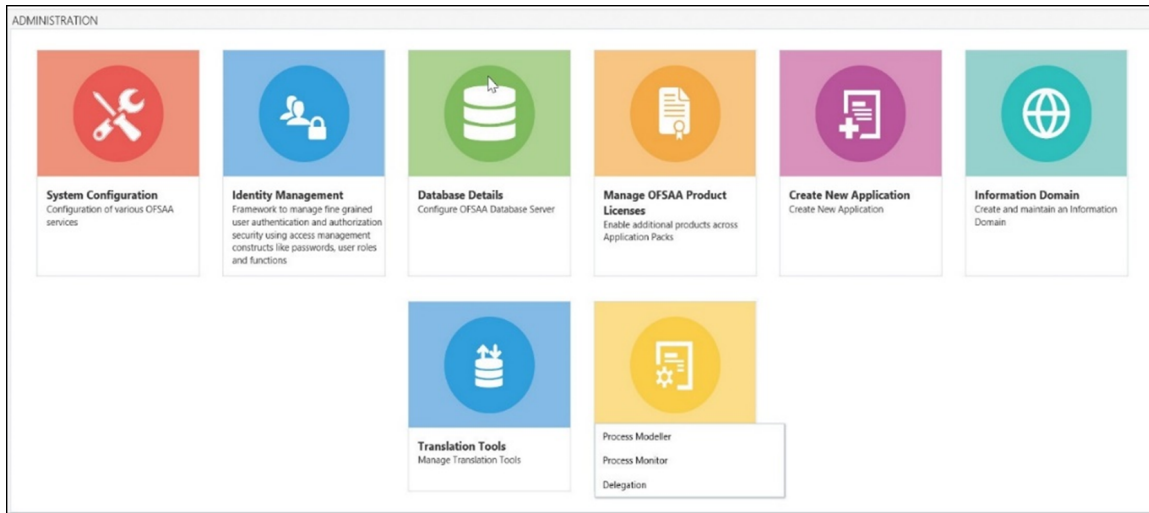 ADMINISTRATION
System Configuration
Configuration of various OFSAA
services
Identity Management
Framework to manage fine grained
user authentication and authorization
security using access management
constructs like passwords, user roles
and functions
Database Details
Configure OFSAA Database Server
Manage OFSAA Product
Licenses
Enable additional products across
Application Packs
Create New Application
Create New Application
Information Domain
Create and maintain an Information
Domain
Translation Tools
Manage Translation Tools
Process Modeller
Process Monitor
Delegation